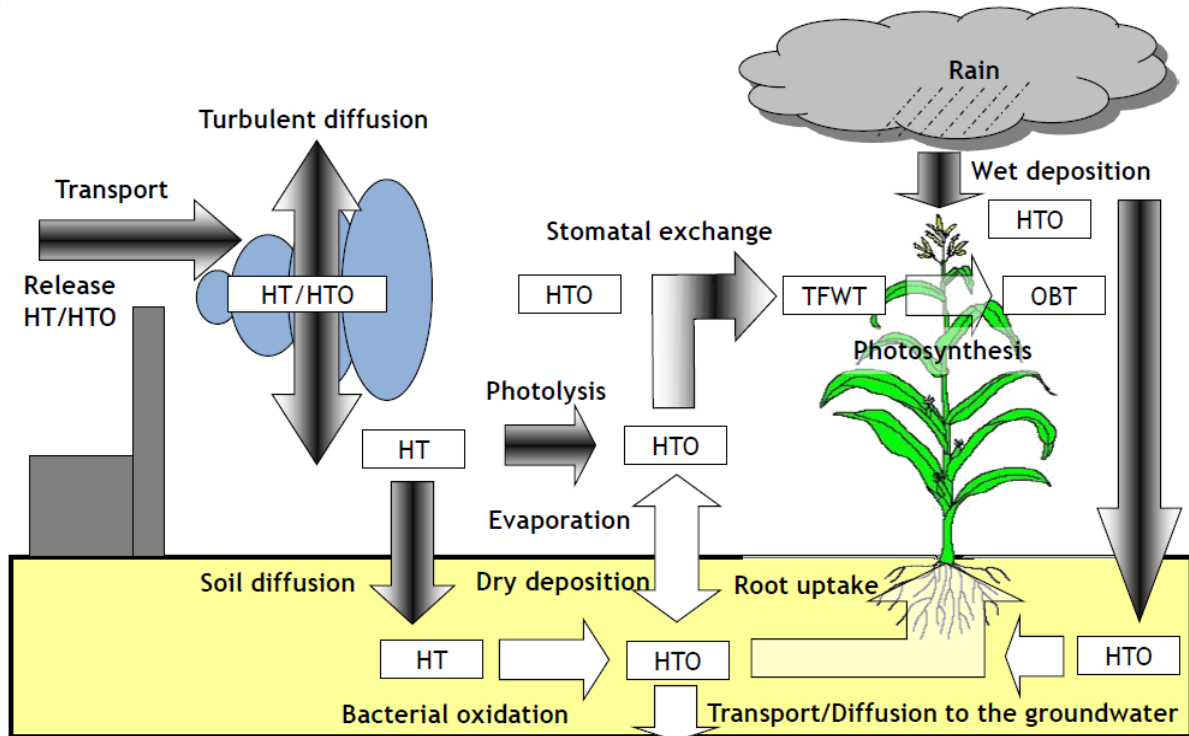 Rain
Turbulent diffusion
Transport
Wet deposition
HTO
Stomatal exchange
Release
HT/HTO
HT/HTO
HTO
TFWT
OBT
Photosynthesis
Photolysis
HT
HTO
Evaporation
Soil diffusion
Dry deposition
Root uptake
HT
HTO
HTO
Bacterial oxidation
Transport/Diffusion to the groundwater